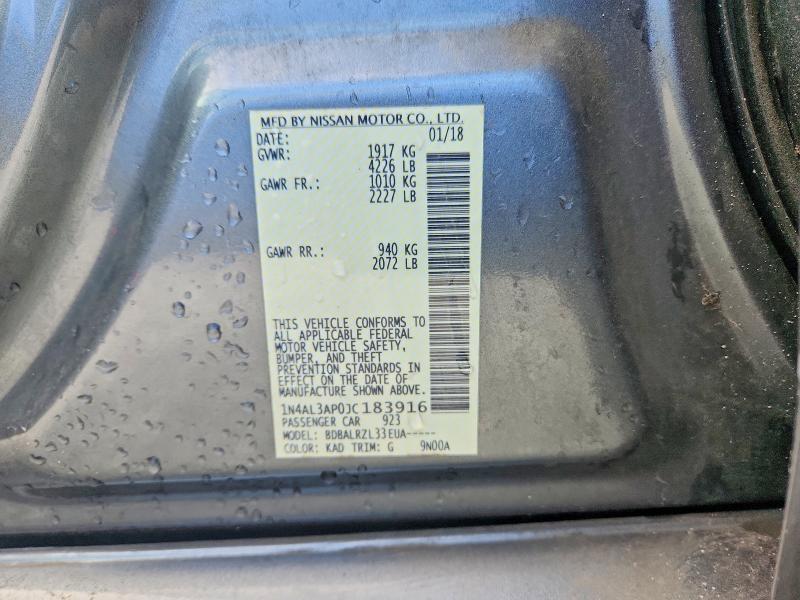 MFD BY NISSAN MOTOR CO., LTD.
DATE: 01/18
GVWR: 1917 KG
4226 LB
GAWR FR.: 1010 KG
2227 LB
GAWR RR.: 940 KG
2072 LB
THIS VEHICLE CONFORMS TO
ALL APPLICABLE FEDERAL
MOTOR VEHICLE SAFETY,
BUMPER, AND THEFT
PREVENTION STANDARDS IN
EFFECT ON THE DATE OF
MANUFACTURE SHOWN ABOVE.
1N4AL3AP0JC183916
PASSENGER CAR 923
MODEL: BDBALRZL33EUA-----
COLOR: KAD TRIM: G 9N00A